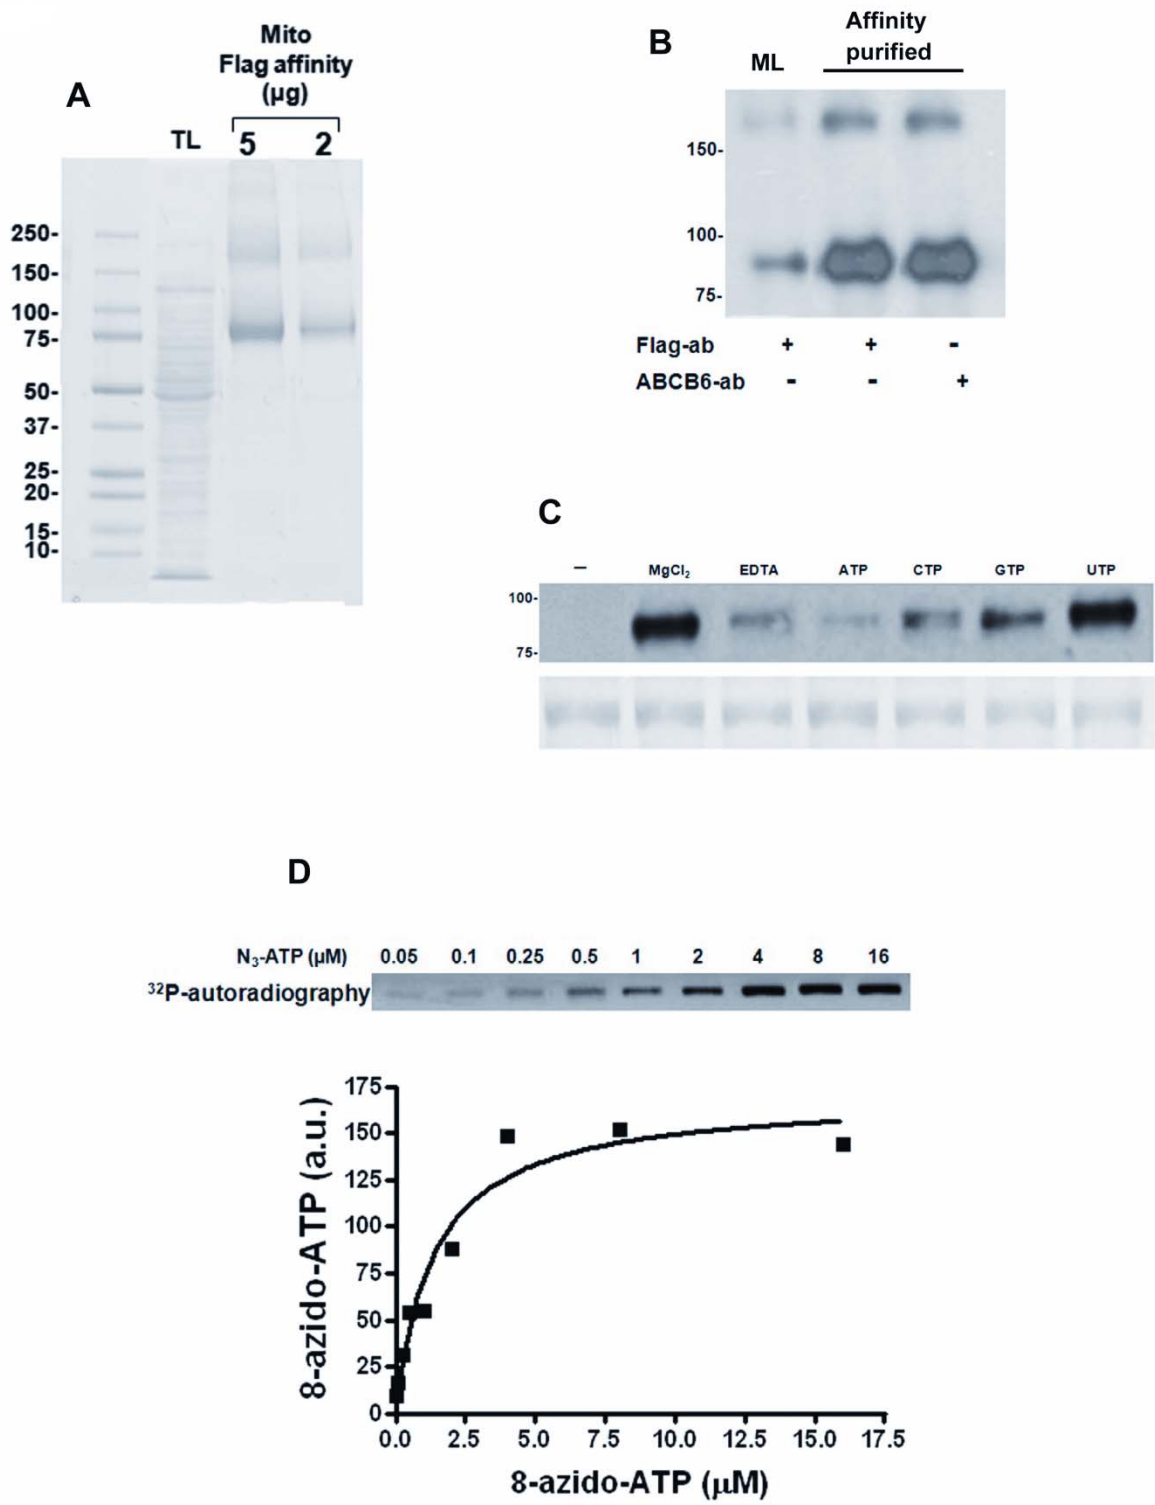 A
Mito
Flag affinity
(µg)
TL 5 2
250-
150-
100-
75-
50-
37-
25-
20-
15-
10-
B
Affinity
purified
ML
150-
100-
75-
Flag-ab + + -
ABCB6-ab - - +
C
– MgCl₂ EDTA ATP CTP GTP UTP
100-
75-
D
N₃-ATP (µM) 0.05 0.1 0.25 0.5 1 2 4 8 16
³²P-autoradiography
8-azido-ATP (a.u.)
175
150
125
100
75
50
25
0
0.0 2.5 5.0 7.5 10.0 12.5 15.0 17.5
8-azido-ATP (µM)